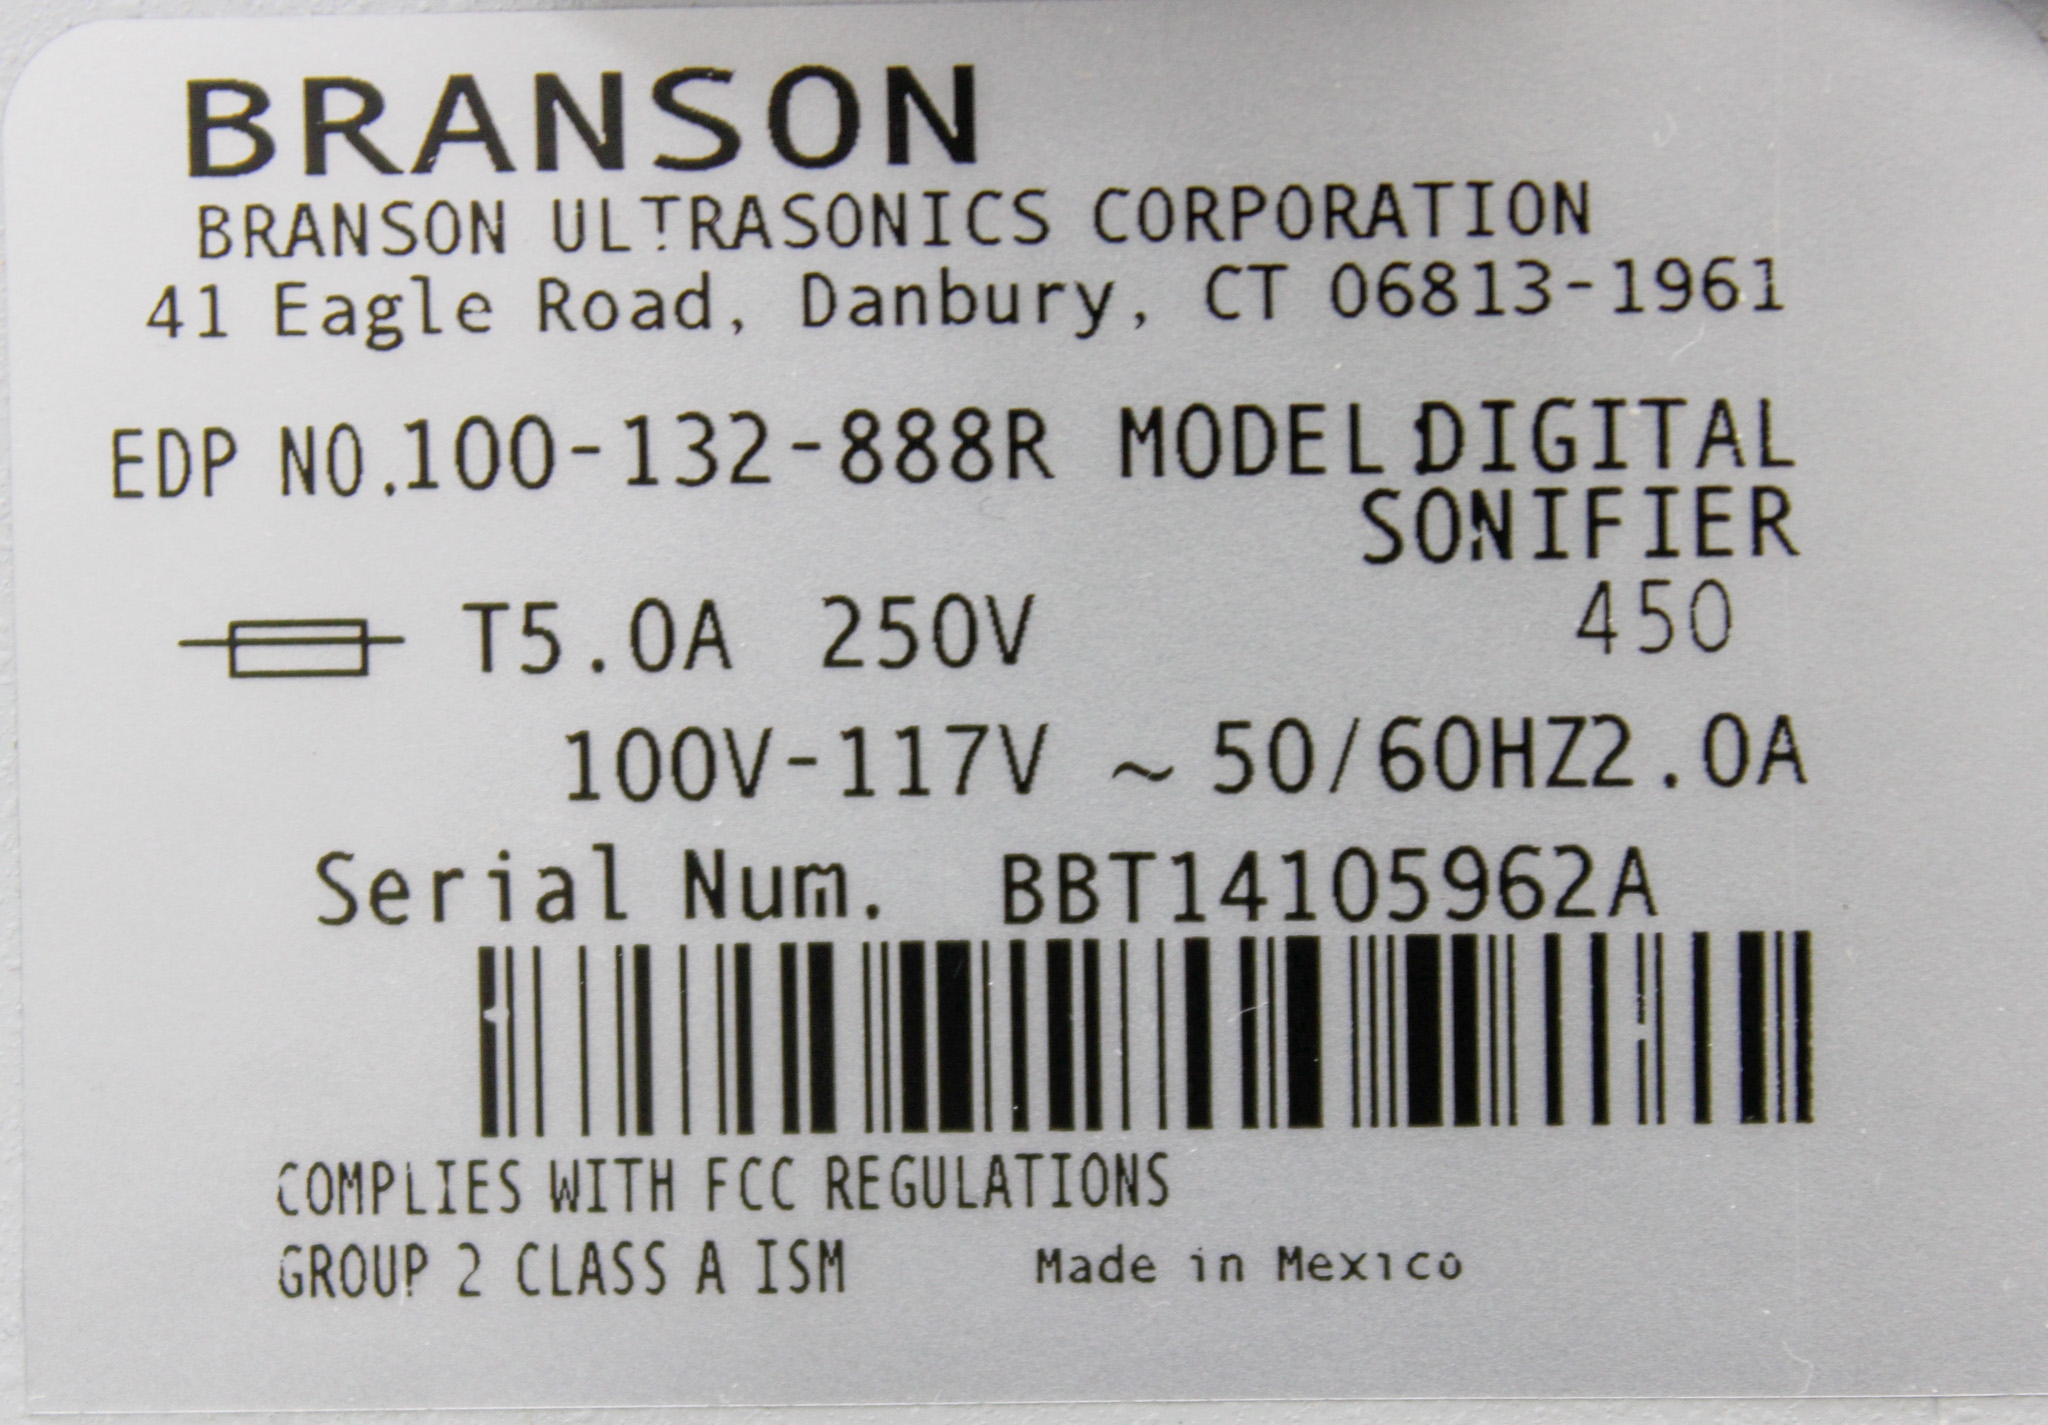 BRANSON
BRANSON ULTRASONICS CORPORATION
41 Eagle Road, Danbury, CT 06813-1961
EDP NO.100-132-888R MODEL DIGITAL
SONIFIER
450
T5.0A 250V
100V-117V ~ 50/60HZ2.0A
Serial Num. BBT14105962A
COMPLIES WITH FCC REGULATIONS
GROUP 2 CLASS A ISM Made in Mexico